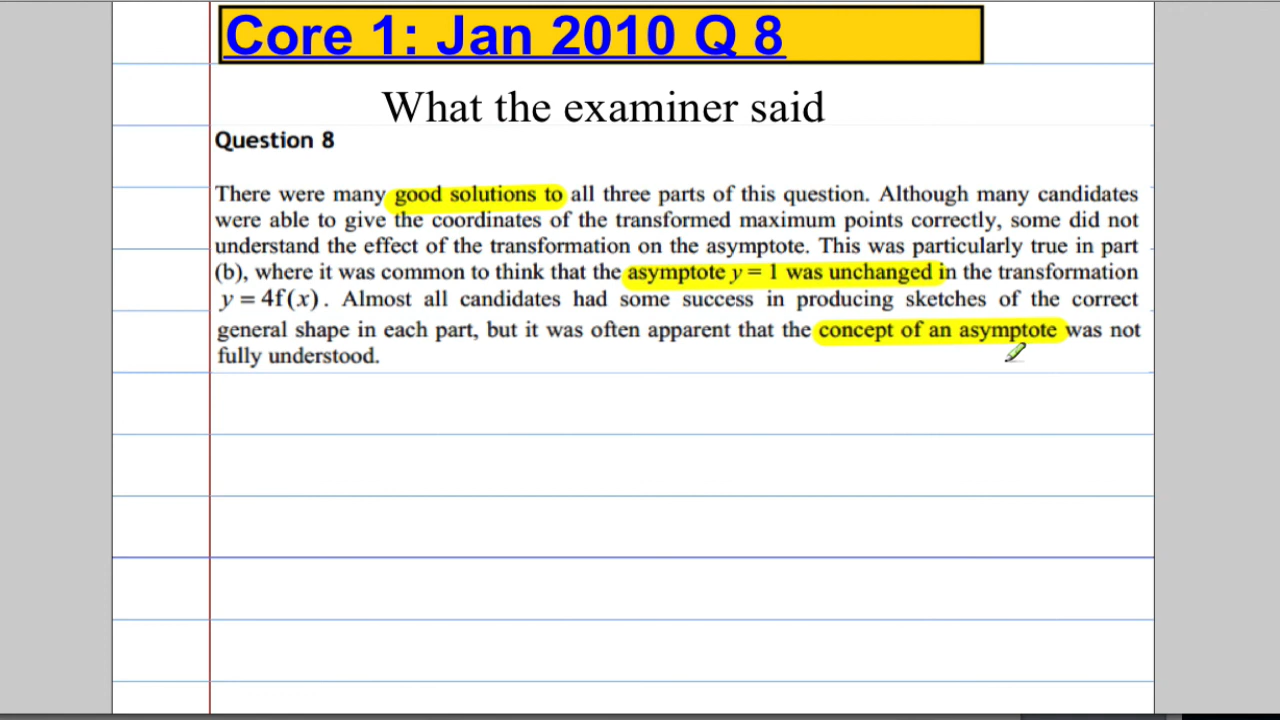 Core 1: Jan 2010 Q 8
What the examiner said
Question 8
There were many good solutions to all three parts of this question. Although many candidates
were able to give the coordinates of the transformed maximum points correctly, some did not
understand the effect of the transformation on the asymptote. This was particularly true in part
(b), where it was common to think that the asymptote y = 1 was unchanged in the transformation
y = 4f(x). Almost all candidates had some success in producing sketches of the correct
general shape in each part, but it was often apparent that the concept of an asymptote was not
fully understood.